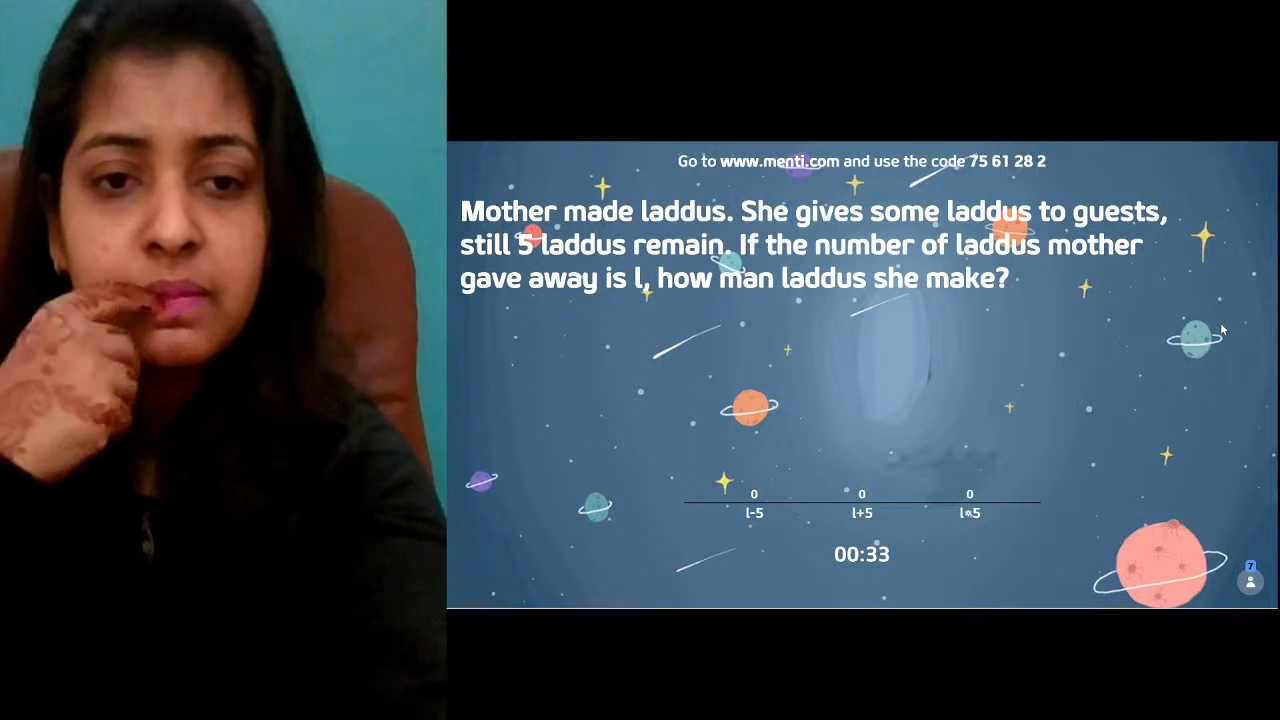 Go to www.menti.com and use the code 75 61 28 2
Mother made laddus. She gives some laddus to guests,
still 5 laddus remain. If the number of laddus mother
gave away is l, how man laddus she make?
0 0 0
l-5 l+5 l*5
00:33
7